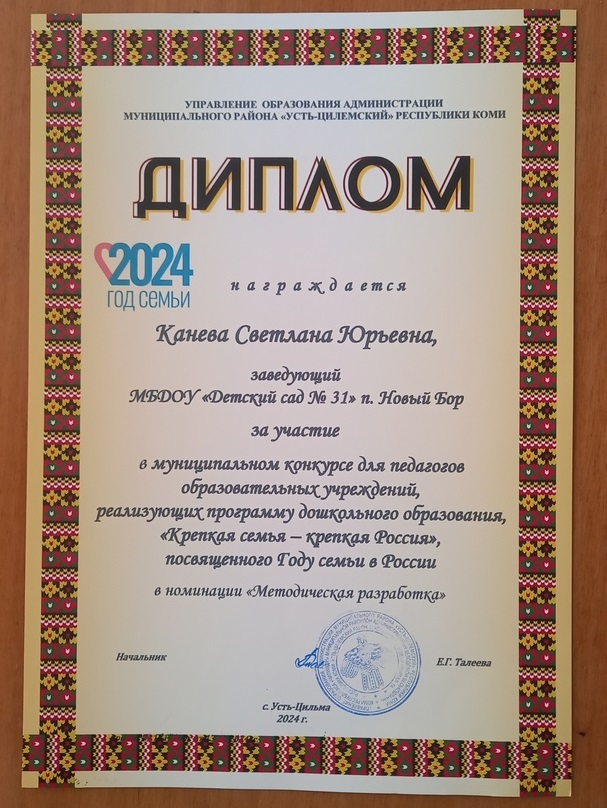 УПРАВЛЕНИЕ ОБРАЗОВАНИЯ АДМИНИСТРАЦИИ
МУНИЦИПАЛЬНОГО РАЙОНА «УСТЬ-ЦИЛЕМСКИЙ» РЕСПУБЛИКИ КОМИ
ДИПЛОМ
2024
ГОД СЕМЬИ
награждается
Канева Светлана Юрьевна,
заведующий
МБДОУ «Детский сад № 31» п. Новый Бор
за участие
в муниципальном конкурсе для педагогов
образовательных учреждений,
реализующих программу дошкольного образования,
«Крепкая семья – крепкая Россия»,
посвященного Году семьи в России
в номинации «Методическая разработка»
Начальник
Е.Г. Талеева
с. Усть-Цильма
2024 г.